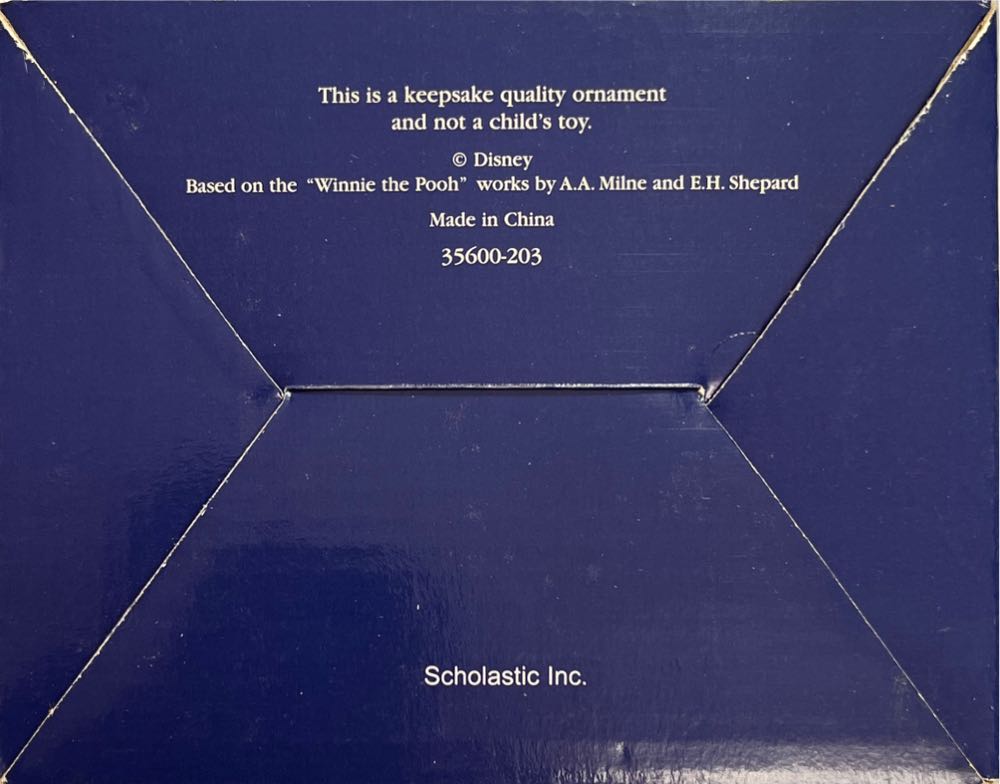 This is a keepsake quality ornament
and not a child's toy.
© Disney
Based on the "Winnie the Pooh" works by A.A. Milne and E.H. Shepard
Made in China
35600-203
Scholastic Inc.